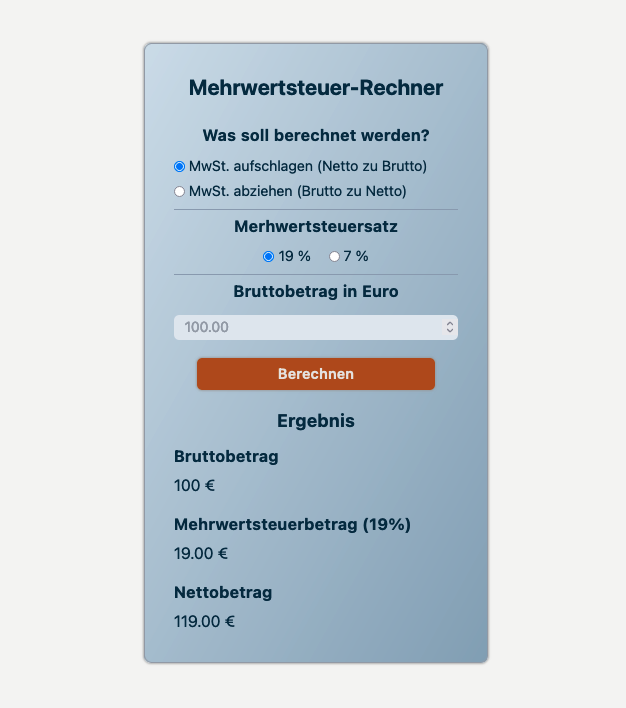 Mehrwertsteuer-Rechner
Was soll berechnet werden?
MwSt. aufschlagen (Netto zu Brutto)
MwSt. abziehen (Brutto zu Netto)
Merhwertsteuersatz
19 % 7 %
Bruttobetrag in Euro
100.00
Berechnen
Ergebnis
Bruttobetrag
100 €
Mehrwertsteuerbetrag (19%)
19.00 €
Nettobetrag
119.00 €